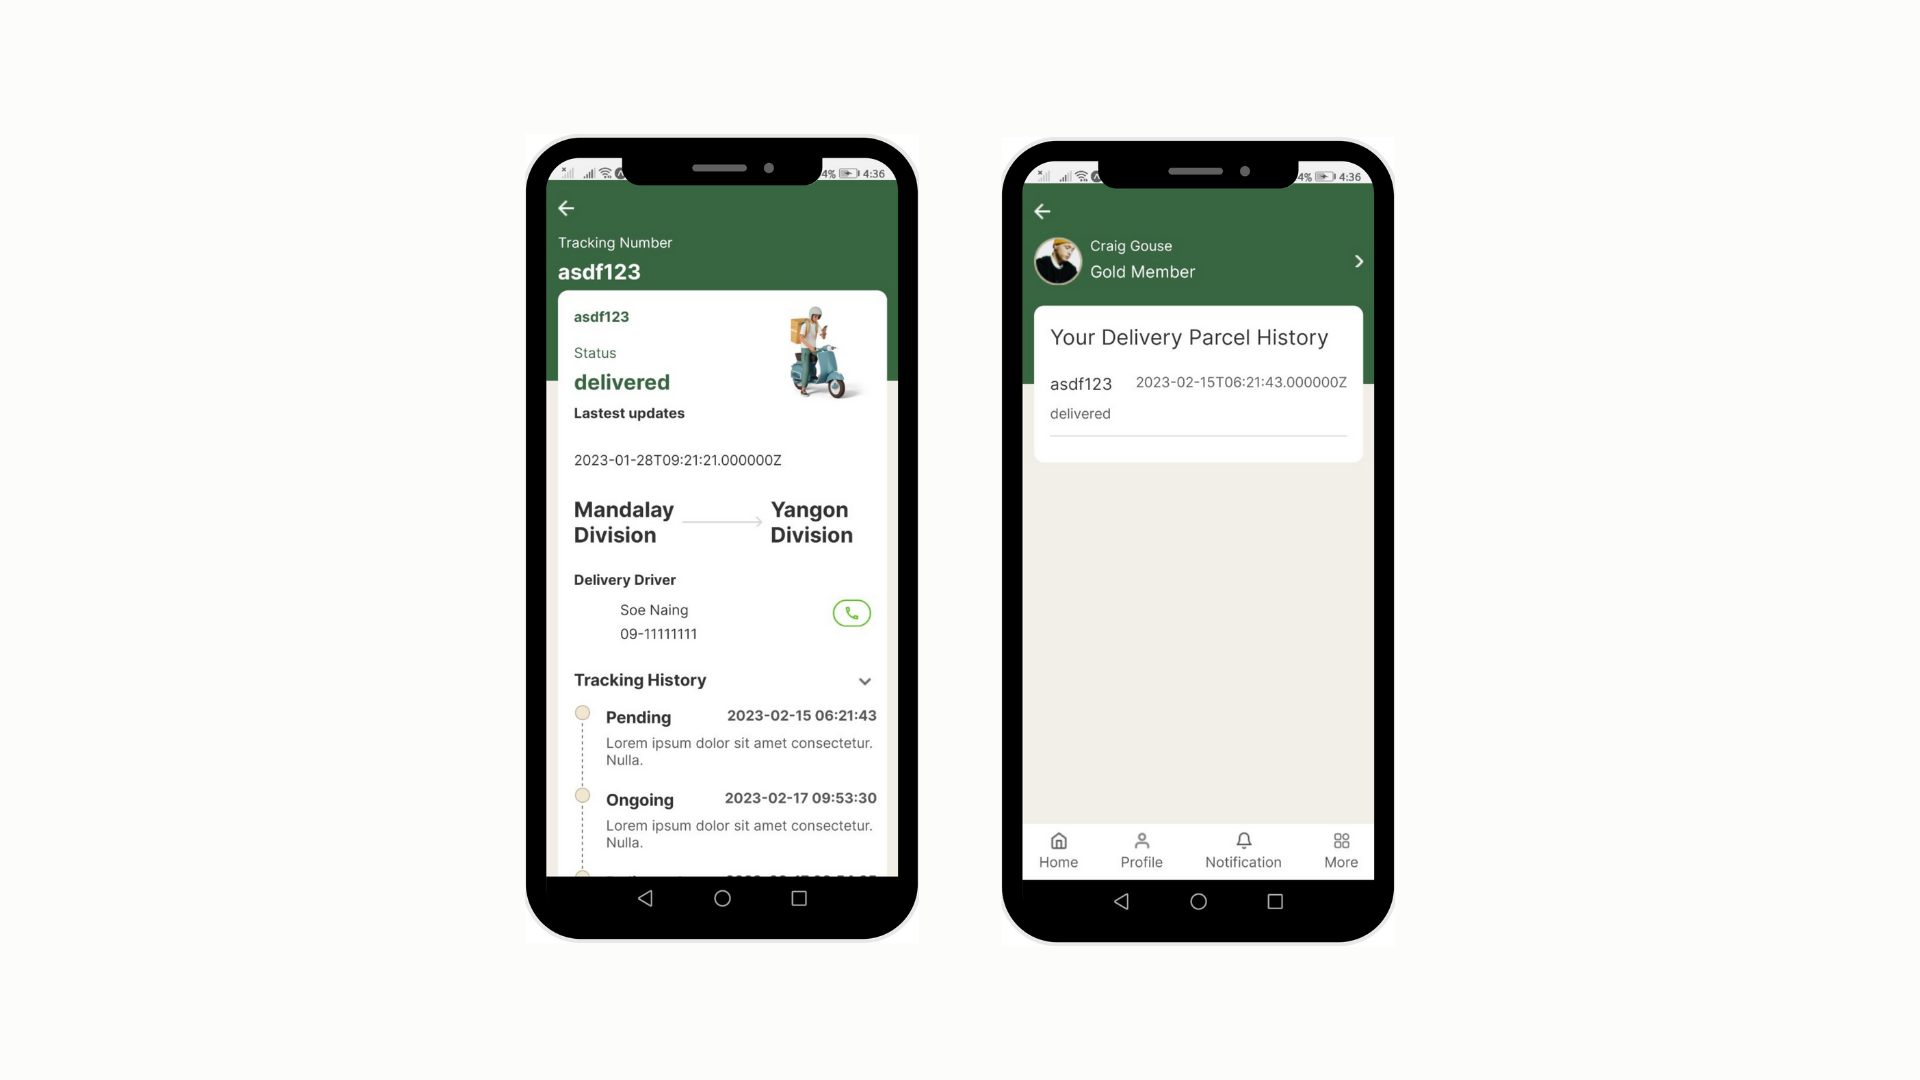 4% 4:36
Tracking Number
asdf123
asdf123
Status
delivered
Lastest updates
2023-01-28T09:21:21.000000Z
Mandalay
Division
Yangon
Division
Delivery Driver
Soe Naing
09-11111111
Tracking History
Pending 2023-02-15 06:21:43
Lorem ipsum dolor sit amet consectetur.
Nulla.
Ongoing 2023-02-17 09:53:30
Lorem ipsum dolor sit amet consectetur.
Nulla.
4% 4:36
Craig Gouse
Gold Member
Your Delivery Parcel History
asdf123 2023-02-15T06:21:43.000000Z
delivered
Home Profile Notification More